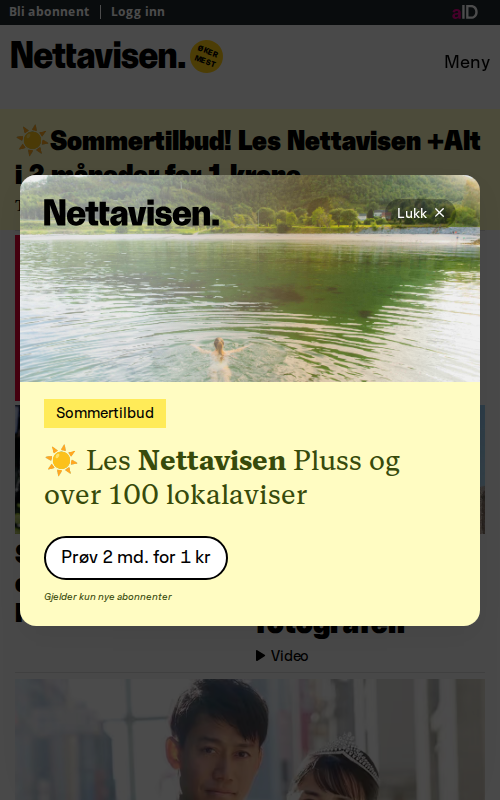 Bli abonnent | Logg inn
aID
Nettavisen.
ØKER MEST
Meny
☀️Sommertilbud! Les Nettavisen +Alt
i 2 måneder for 1 krone
Nettavisen.
Lukk ✕
Sommertilbud
☀️ Les Nettavisen Pluss og
over 100 lokalaviser
Prøv 2 md. for 1 kr
Gjelder kun nye abonnenter
fotografen
▶ Video